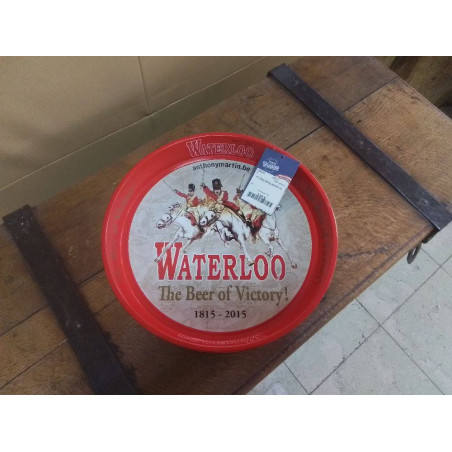 WATERLOO
anthonymartin.be
WATERLOO
The Beer of Victory!
1815 - 2015